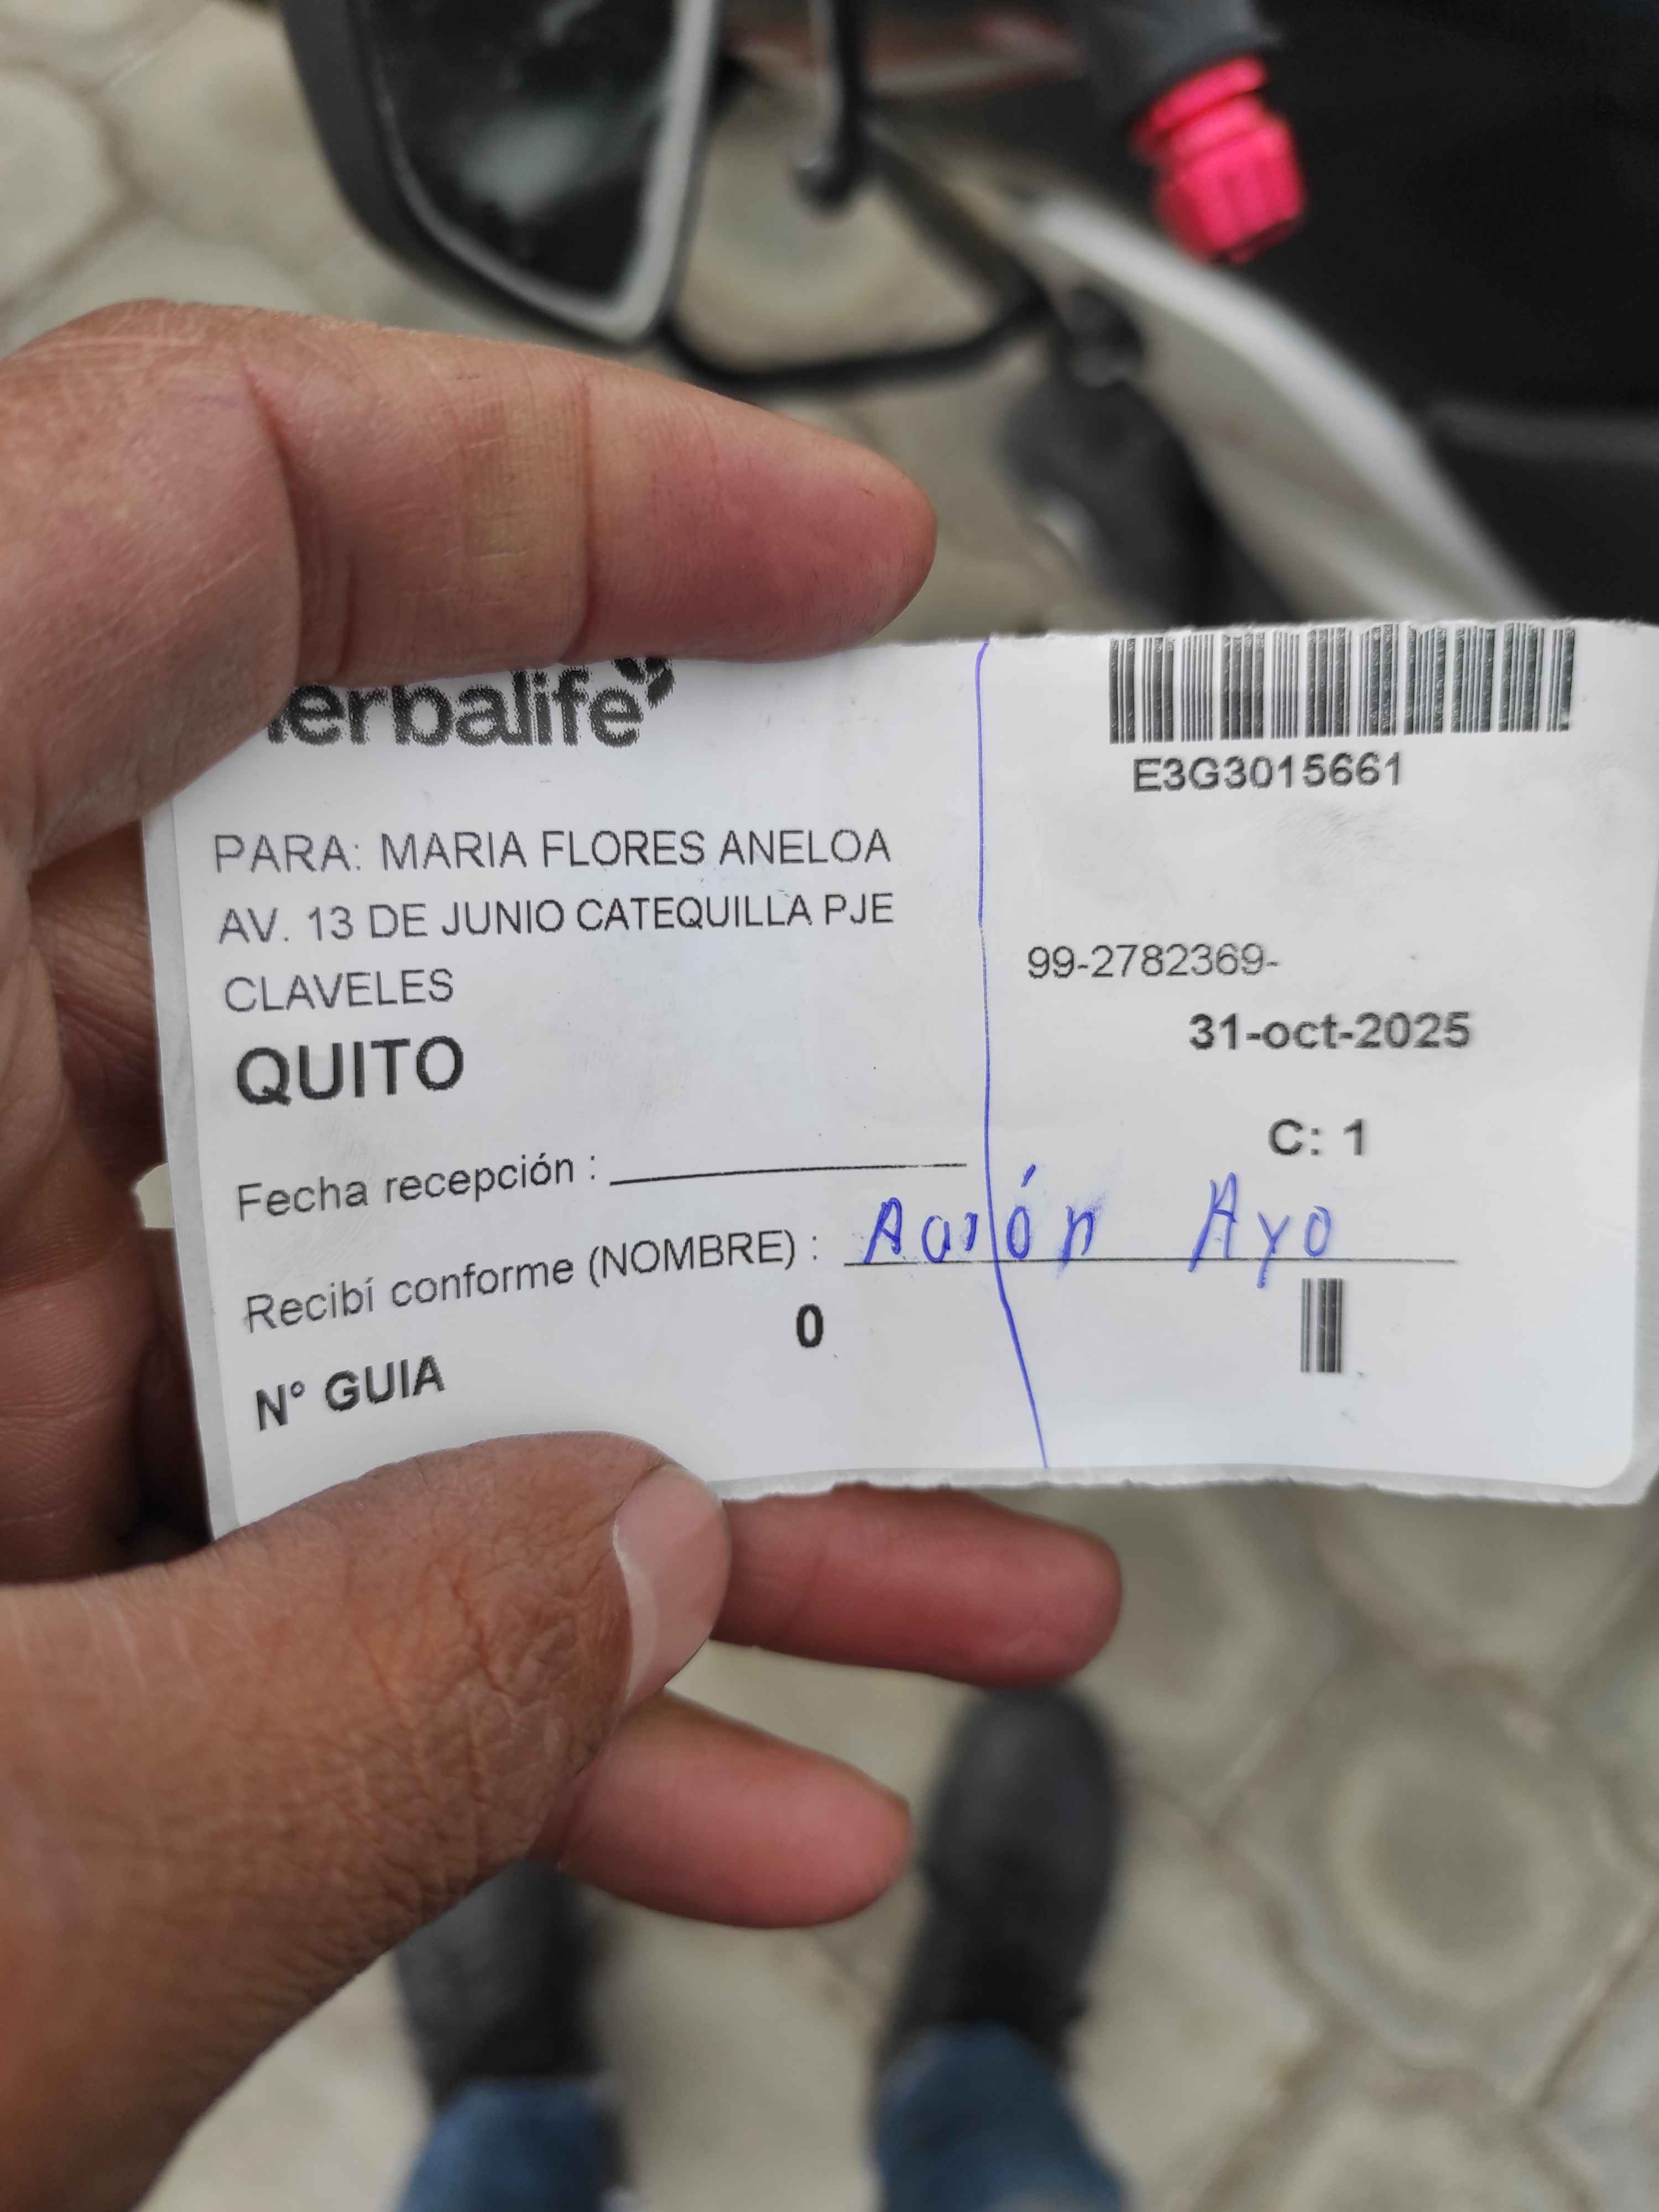 herbalife
E3G3015661
PARA: MARIA FLORES ANELOA
AV. 13 DE JUNIO CATEQUILLA PJE
CLAVELES
QUITO
99-2782369-
31-oct-2025
C: 1
Fecha recepción :
Recibí conforme (NOMBRE) : Aarón Ayo
0
N° GUIA